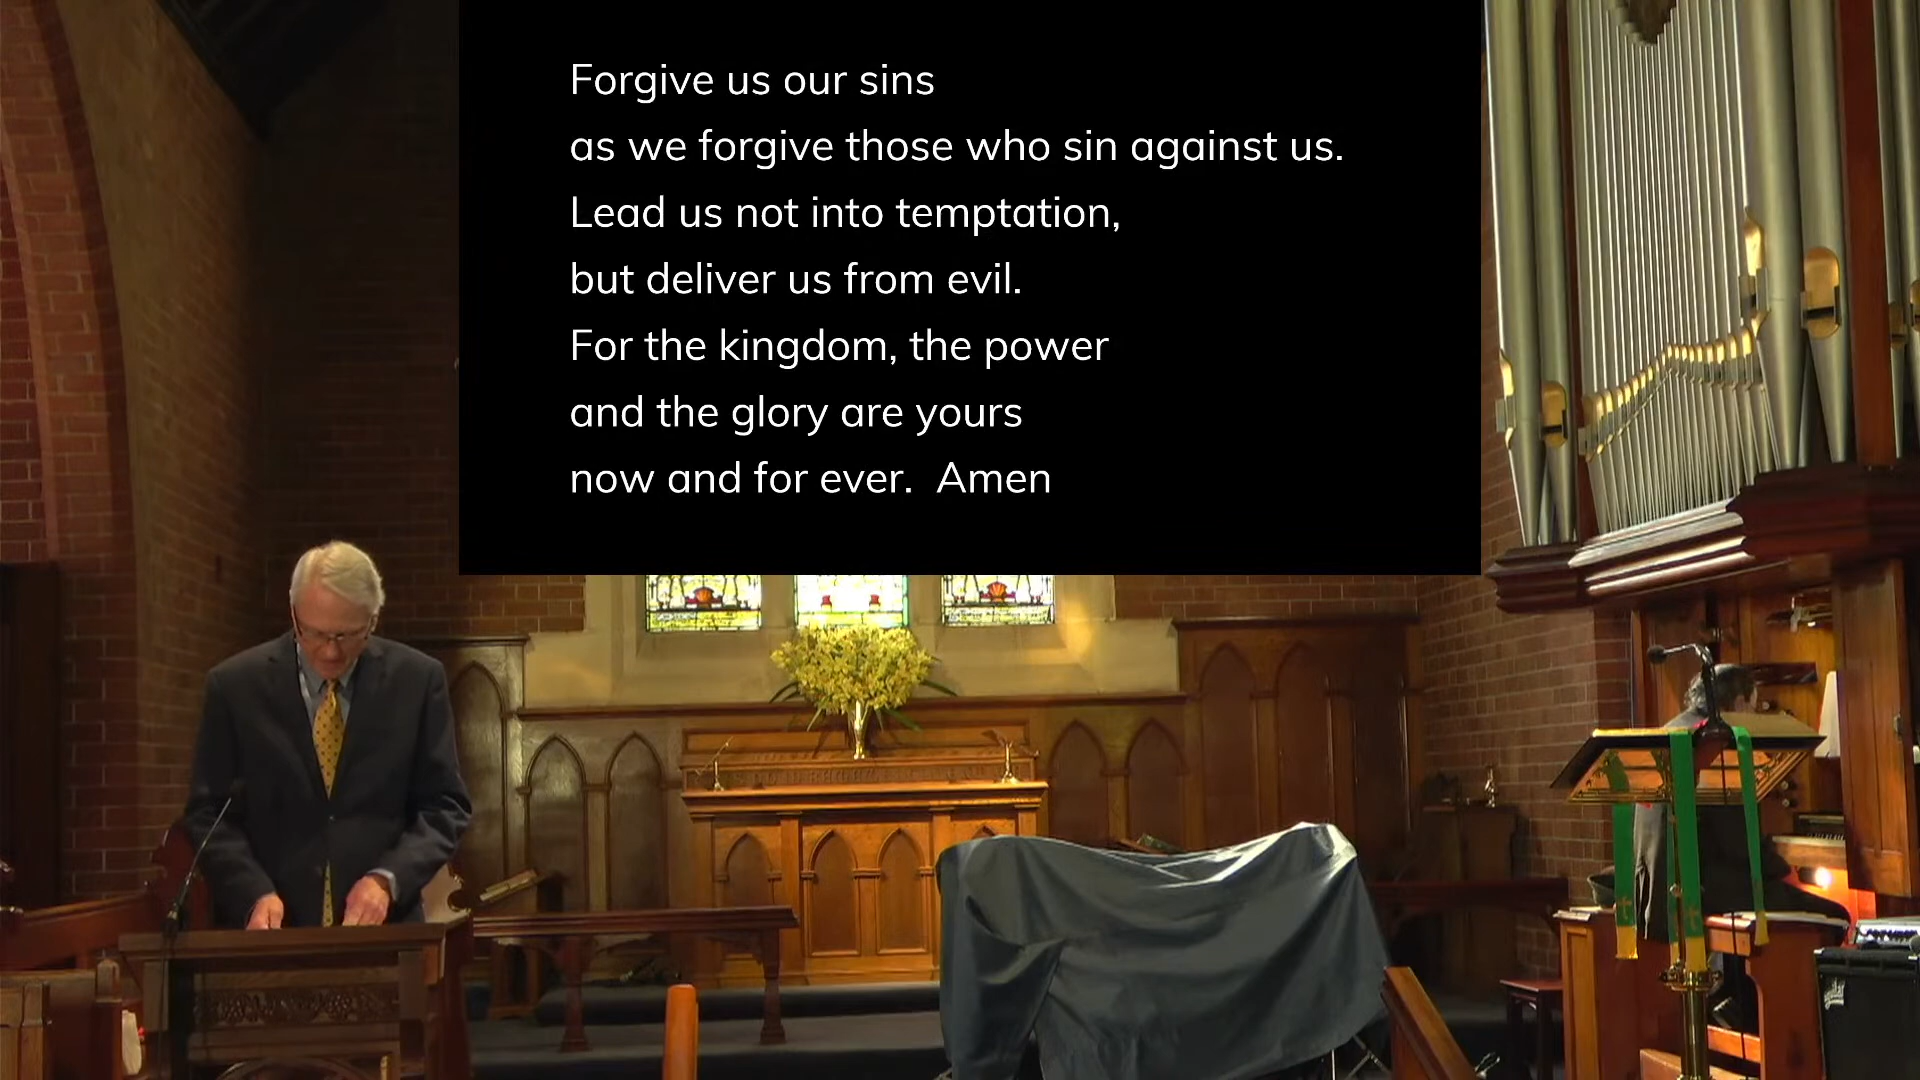 Forgive us our sins
as we forgive those who sin against us.
Lead us not into temptation,
but deliver us from evil.
For the kingdom, the power
and the glory are yours
now and for ever.  Amen